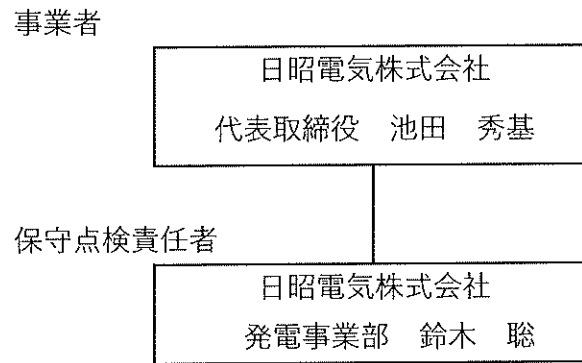 事業者
日昭電気株式会社
代表取締役　池田　秀基
保守点検責任者
日昭電気株式会社
発電事業部　鈴木　聡